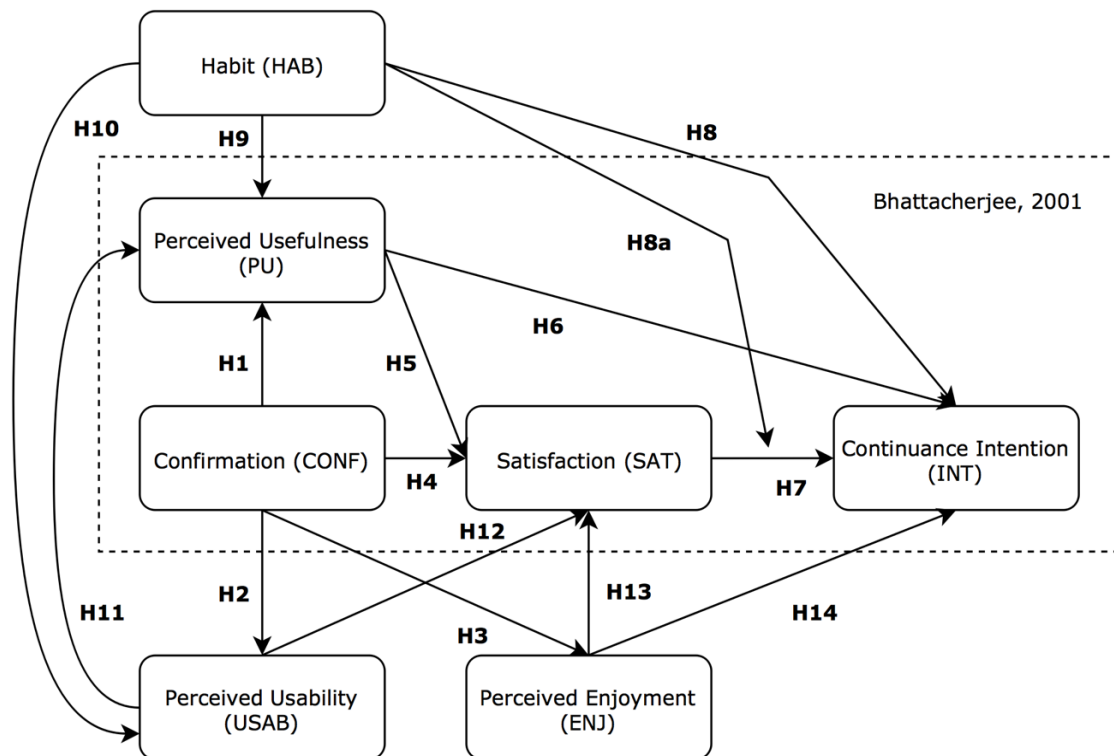 Habit (HAB)
H10
H9
H8
Bhattacherjee, 2001
Perceived Usefulness
(PU)
H8a
H6
H1
H5
Confirmation (CONF)
H4
Satisfaction (SAT)
H7
Continuance Intention
(INT)
H12
H2
H13
H11
H3
H14
Perceived Usability
(USAB)
Perceived Enjoyment
(ENJ)